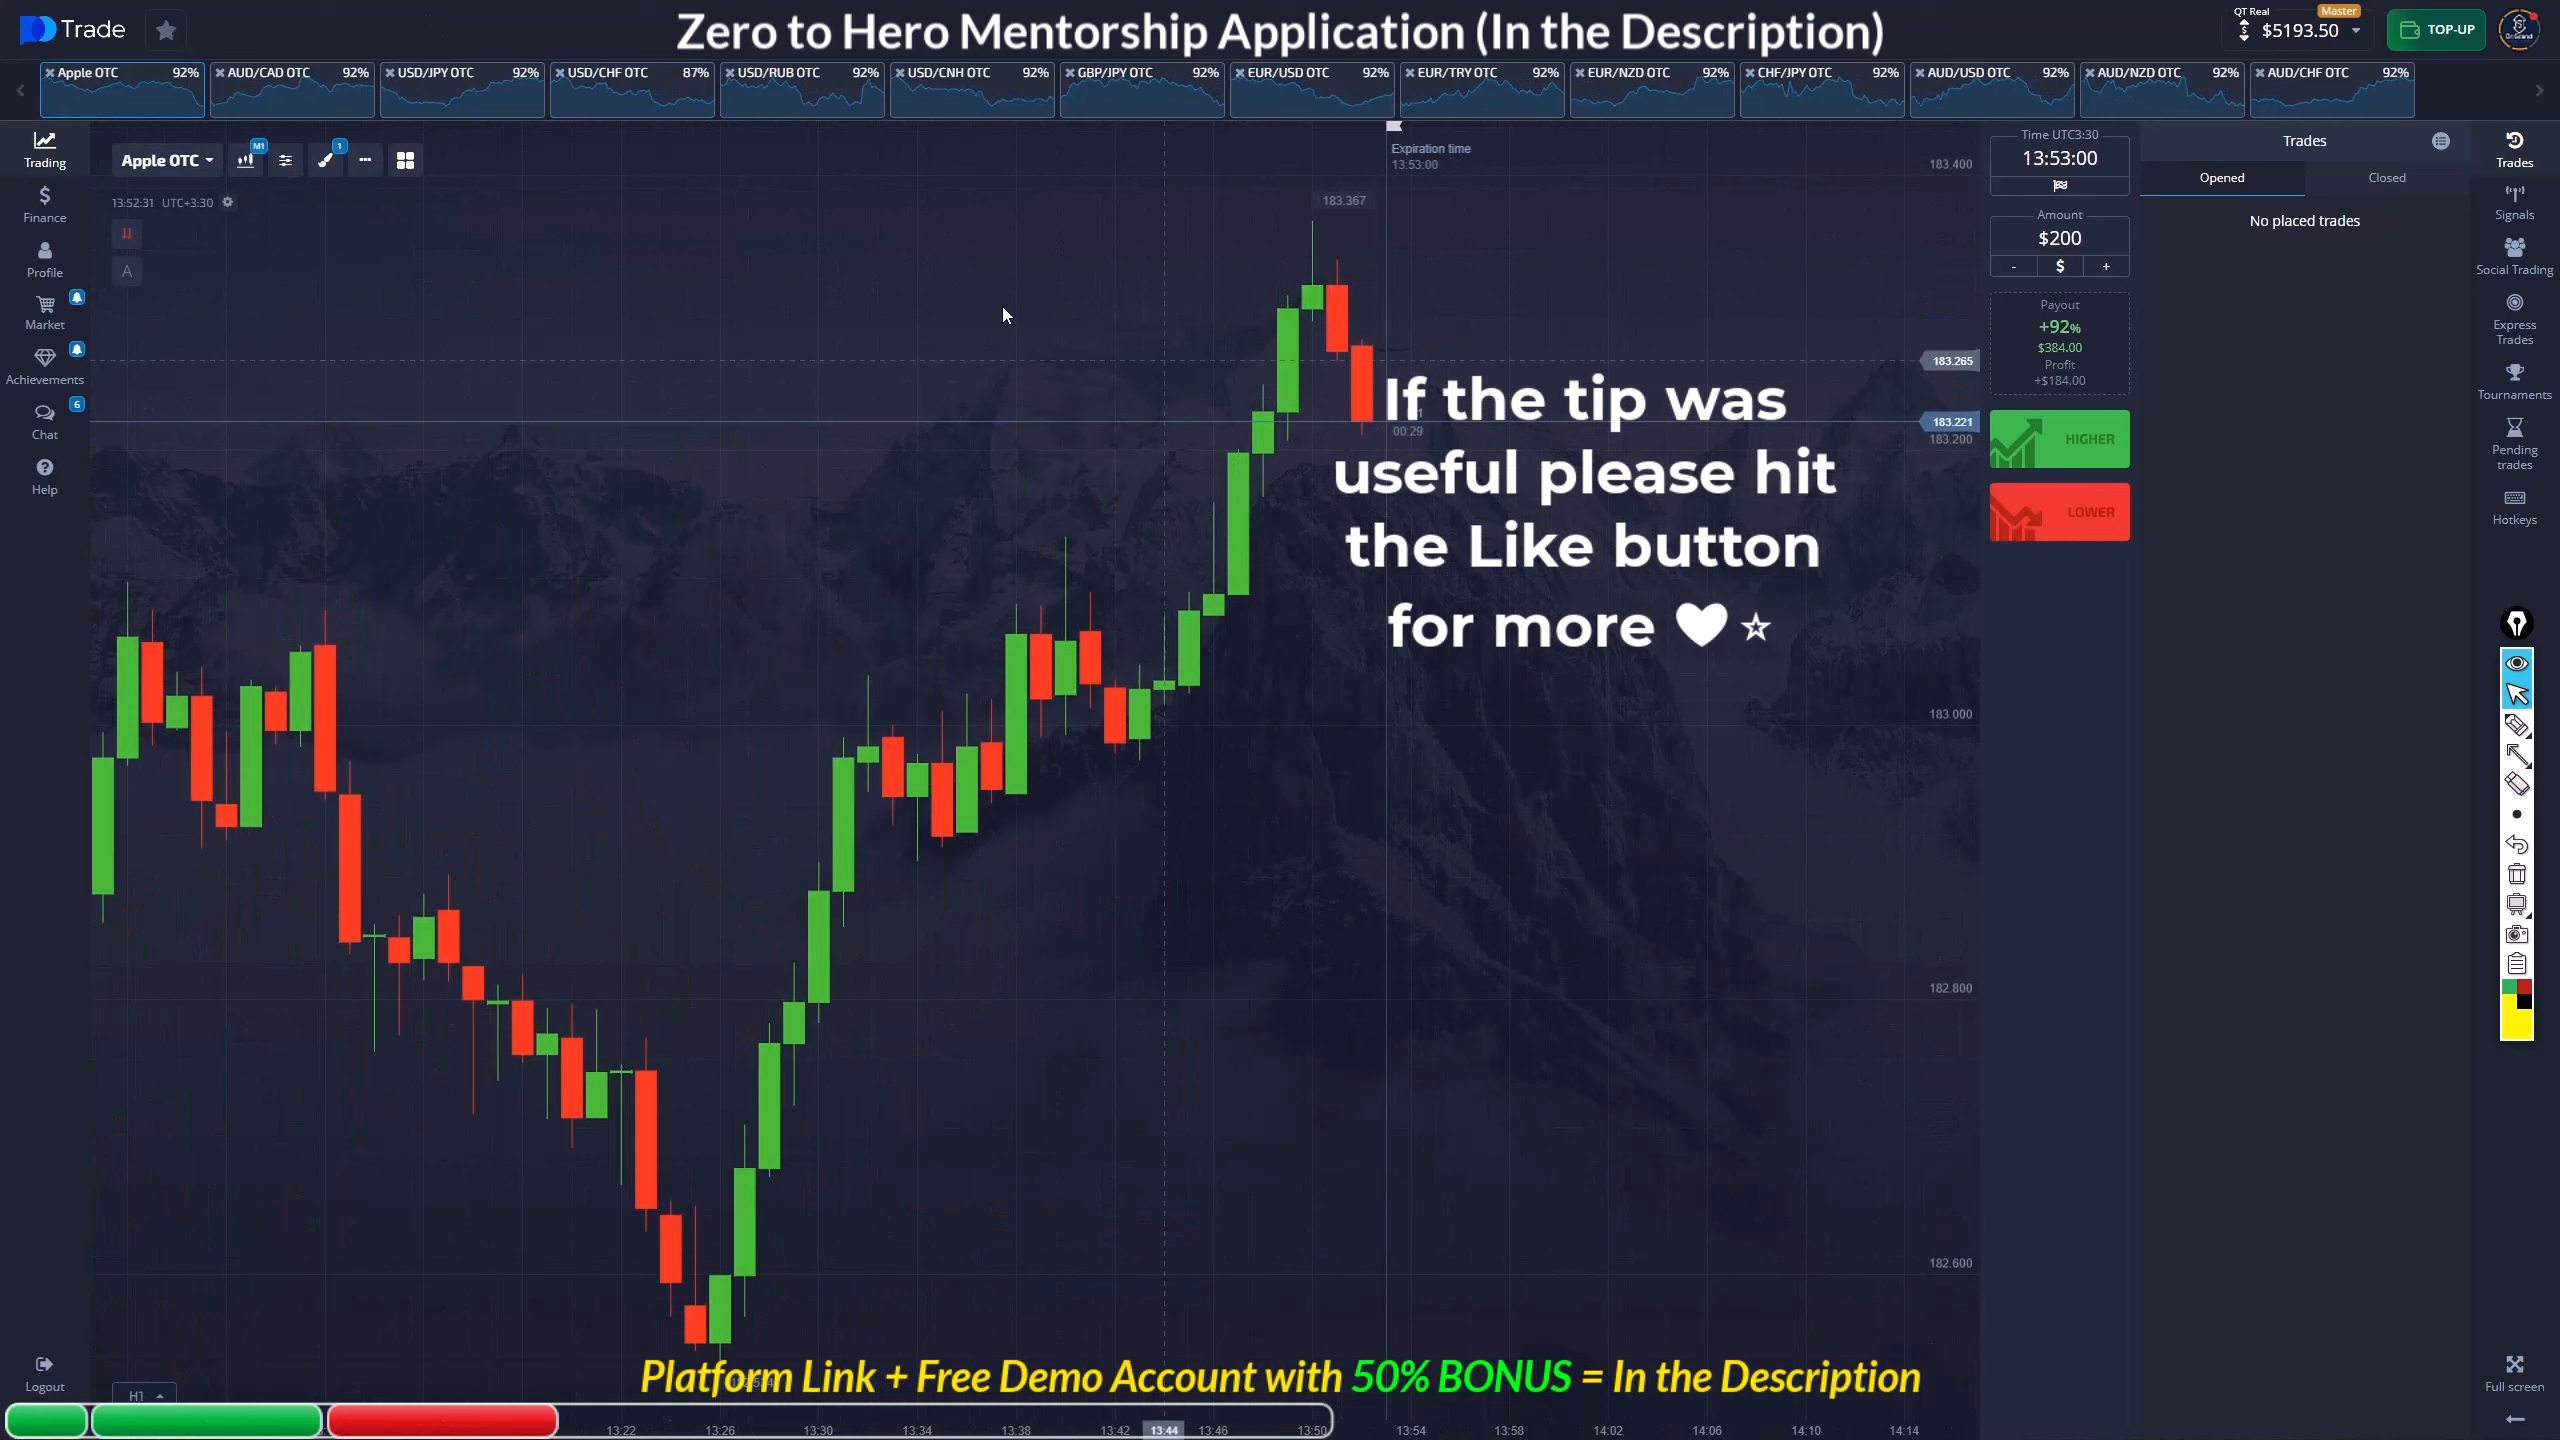 Trade
Zero to Hero Mentorship Application (In the Description)
QT Real
Master
$5193.50
TOP-UP
Apple OTC 92%
AUD/CAD OTC 92%
USD/JPY OTC 92%
USD/CHF OTC 87%
USD/RUB OTC 92%
USD/CNH OTC 92%
GBP/JPY OTC 92%
EUR/USD OTC 92%
EUR/TRY OTC 92%
EUR/NZD OTC 92%
CHF/JPY OTC 92%
AUD/USD OTC 92%
AUD/NZD OTC 92%
AUD/CHF OTC 92%
Trading
Finance
Profile
Market
Achievements
6
Chat
Help
Logout
Apple OTC
M1
1
13:52:31 UTC+3:30
A
Expiration time
13:53:00
183.367
183.400
183.265
183.221
183.200
00:29
183.000
182.800
182.600
If the tip was
useful please hit
the Like button
for more
Time UTC3:30
13:53:00
Amount
$200
- $ +
Payout
+92%
$384.00
Profit
+$184.00
HIGHER
LOWER
Trades
Opened
Closed
No placed trades
Trades
Signals
Social Trading
Express
Trades
Tournaments
Pending
trades
Hotkeys
Full screen
Platform Link + Free Demo Account with 50% BONUS = In the Description
H1
13:22 13:26 13:30 13:34 13:38 13:42 13:44 13:46 13:50 13:54 13:58 14:02 14:06 14:10 14:14